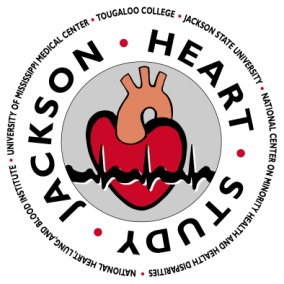 JACKSON • HEART • STUDY •
UNIVERSITY OF MISSISSIPPI MEDICAL CENTER • TOUGALOO COLLEGE • JACKSON STATE UNIVERSITY • NATIONAL CENTER ON MINORITY HEALTH AND HEALTH DISPARITIES • NATIONAL HEART, LUNG, AND BLOOD INSTITUTE •